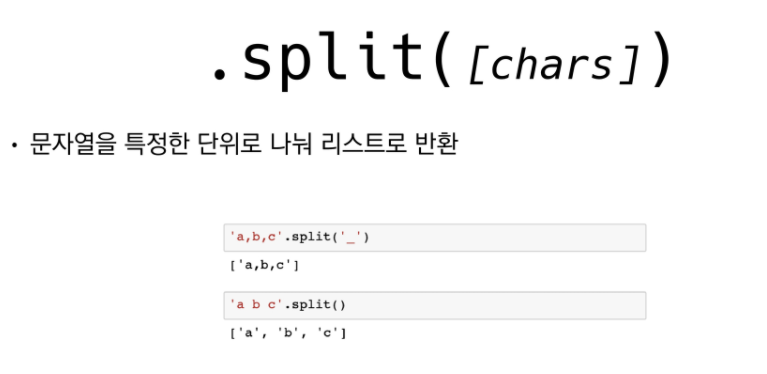 .split([chars])
• 문자열을 특정한 단위로 나눠 리스트로 반환
'a,b,c'.split('_')
['a,b,c']
'a b c'.split()
['a', 'b', 'c']